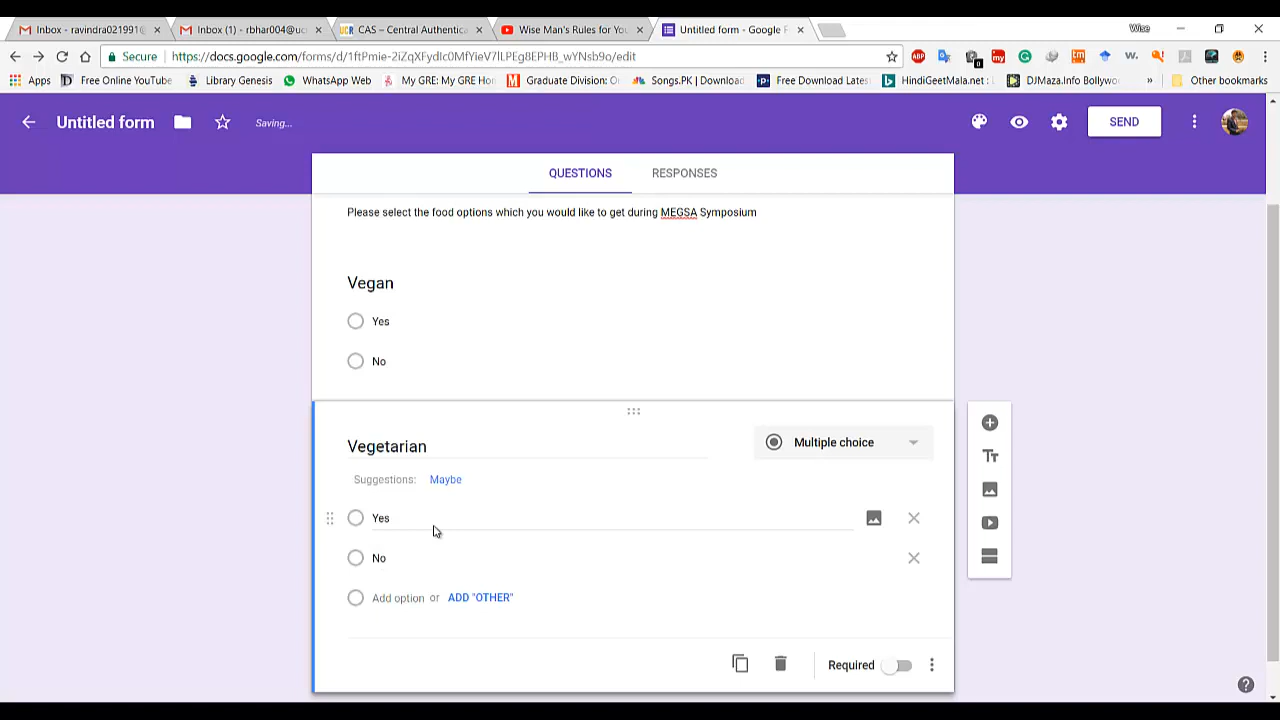 Inbox - ravindra021991@
Inbox (1) - rbhar004@uc
CAS – Central Authentica
Wise Man's Rules for You
Untitled form - Google F
Wise
Secure
https://docs.google.com/forms/d/1ftPmie-2iZqXFydIc0MfYieV7ILPEg8EPHB_wYNsb9o/edit
Apps
Free Online YouTube
Library Genesis
WhatsApp Web
My GRE: My GRE Hom
Graduate Division: G
Songs.PK | Download
Free Download Lates
HindiGeetMala.net :
DJMaza.Info Bollywo
»
Other bookmarks
Untitled form
Saving...
SEND
QUESTIONS
RESPONSES
Please select the food options which you would like to get during MEGSA Symposium
Vegan
Yes
No
Vegetarian
Multiple choice
Suggestions: Maybe
Yes
No
Add option or ADD "OTHER"
Required